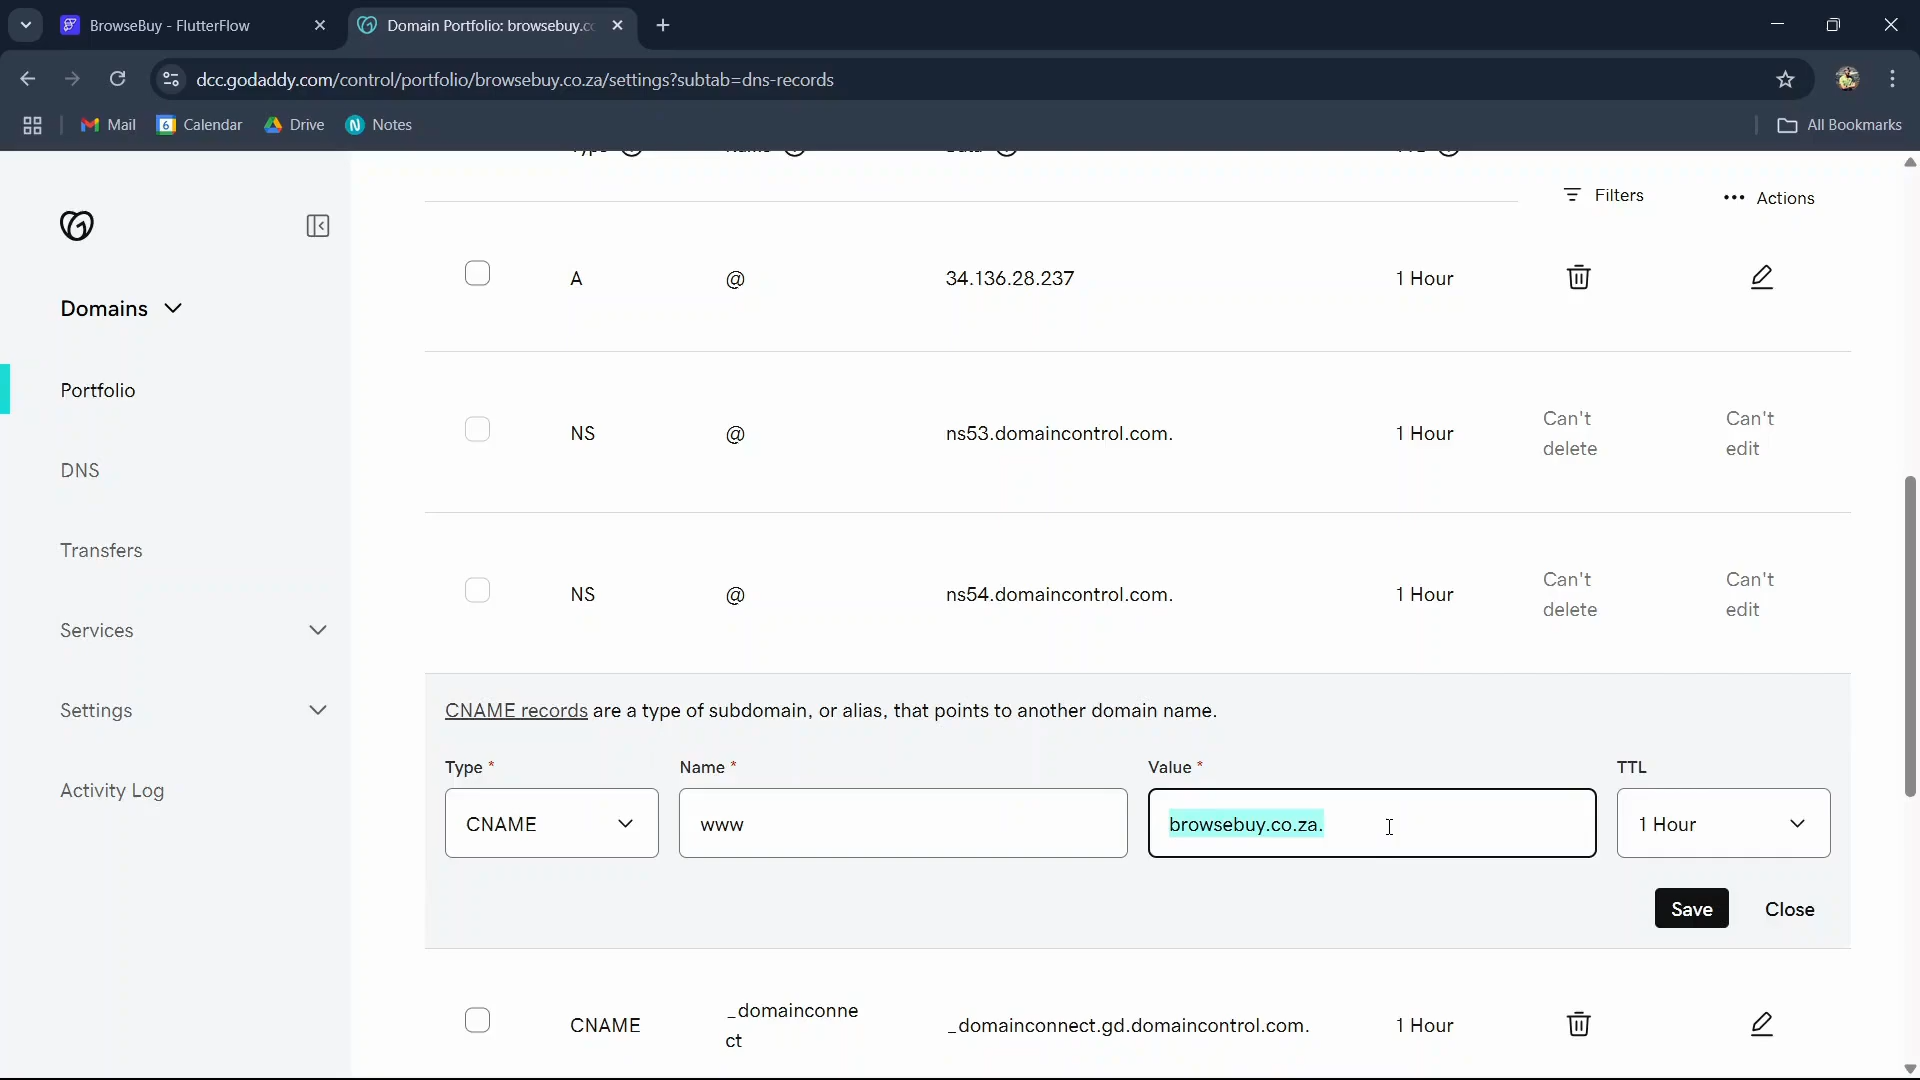 BrowseBuy - FlutterFlow
Domain Portfolio: browsebuy.co
dcc.godaddy.com/control/portfolio/browsebuy.co.za/settings?subtab=dns-records
Mail
6
Calendar
Drive
N
Notes
All Bookmarks
Filters
Actions
A @ 34.136.28.237 1 Hour
Domains
Portfolio
NS @ ns53.domaincontrol.com. 1 Hour
Can't
delete
Can't
edit
DNS
Transfers
NS @ ns54.domaincontrol.com. 1 Hour
Can't
delete
Can't
edit
Services
Settings
Activity Log
CNAME records are a type of subdomain, or alias, that points to another domain name.
Type * Name * Value * TTL
CNAME www browsebuy.co.za. 1 Hour
Save Close
CNAME
_domainconne
ct
_domainconnect.gd.domaincontrol.com. 1 Hour